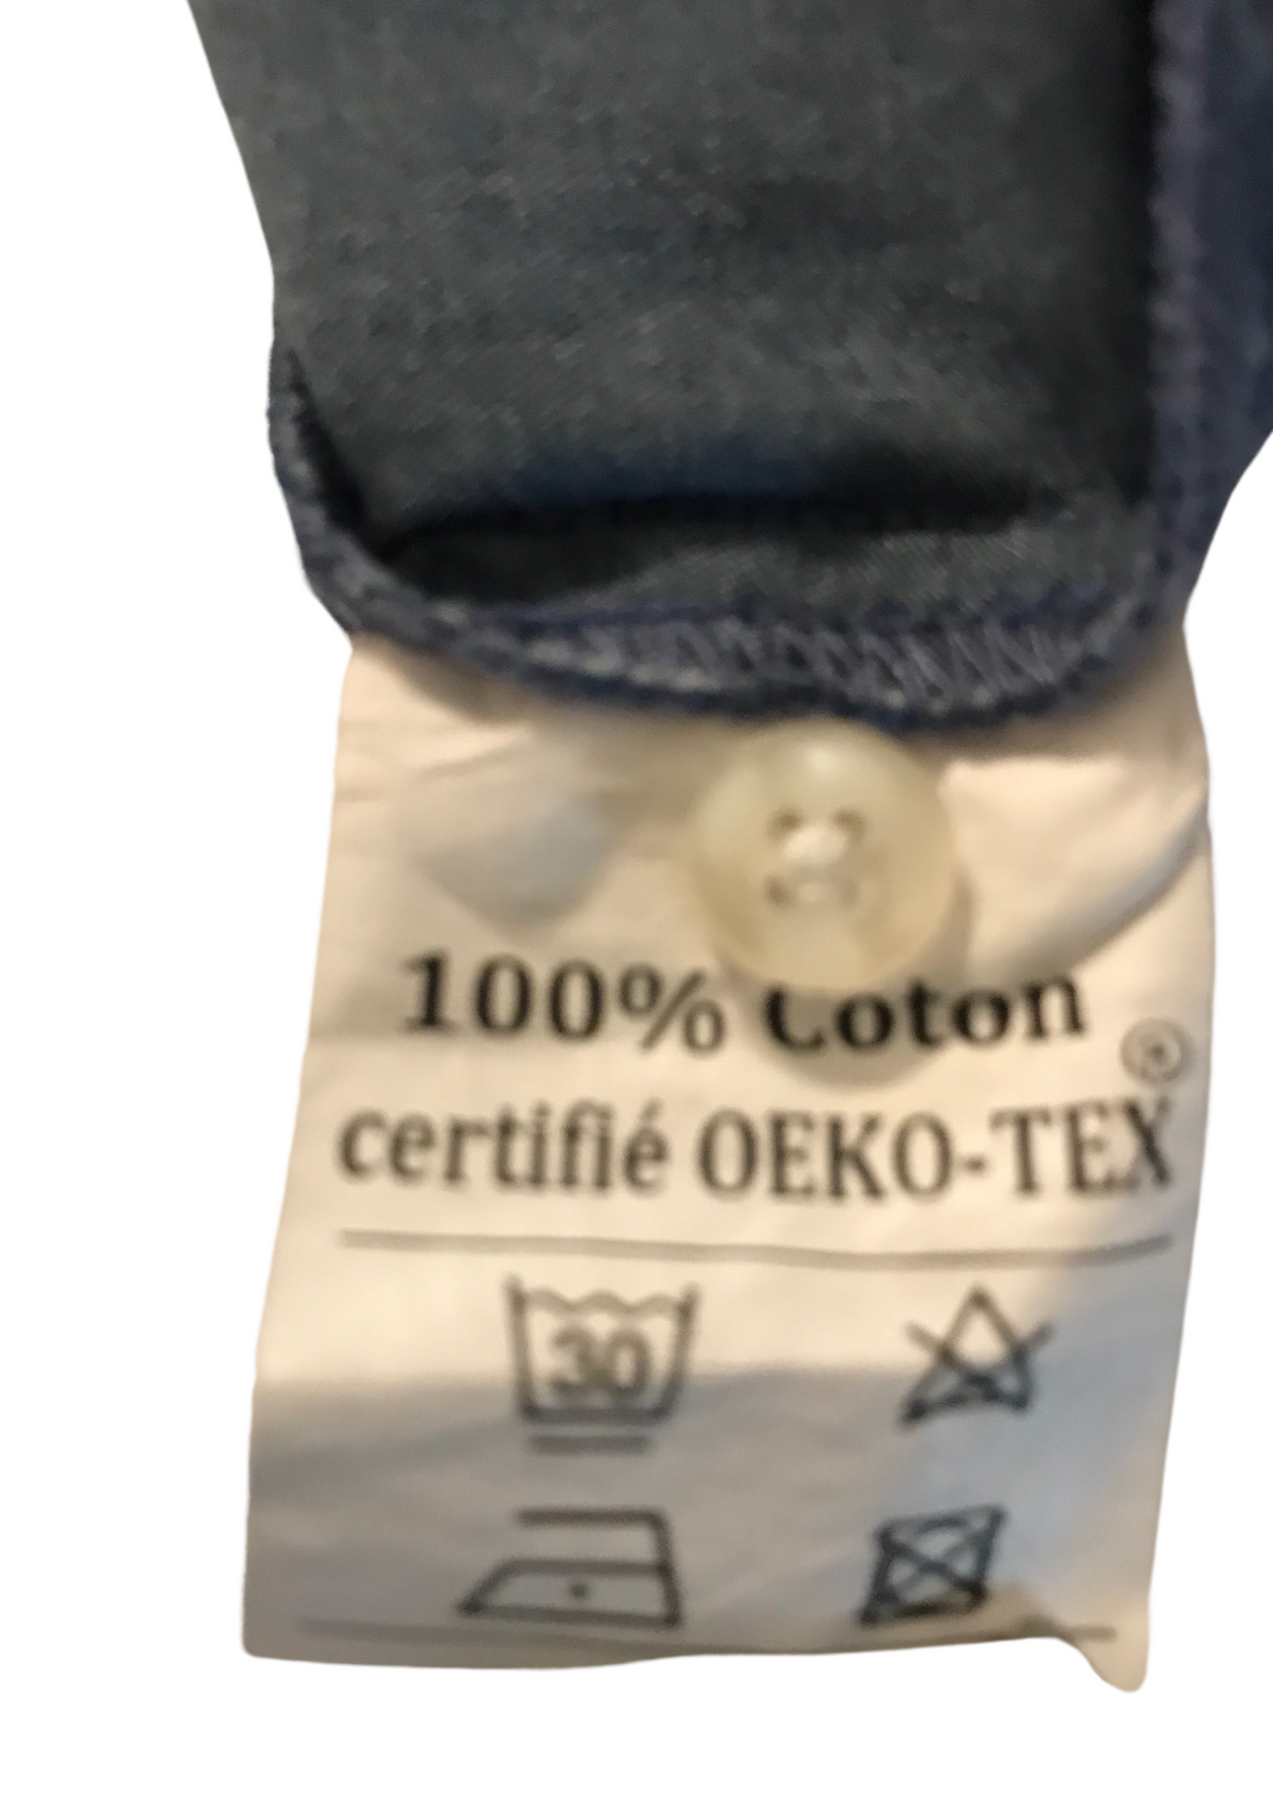 100% Coton
certifié OEKO-TEX®
30